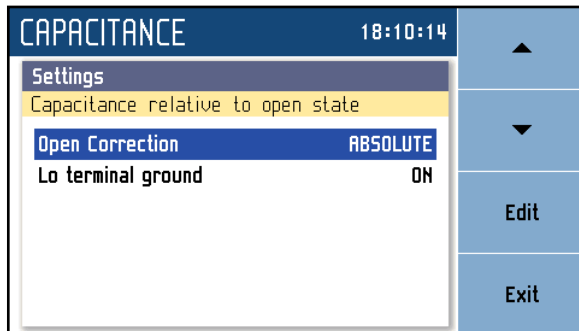 CAPACITANCE 18:10:14
Settings
Capacitance relative to open state
Open Correction ABSOLUTE
Lo terminal ground ON
Edit
Exit